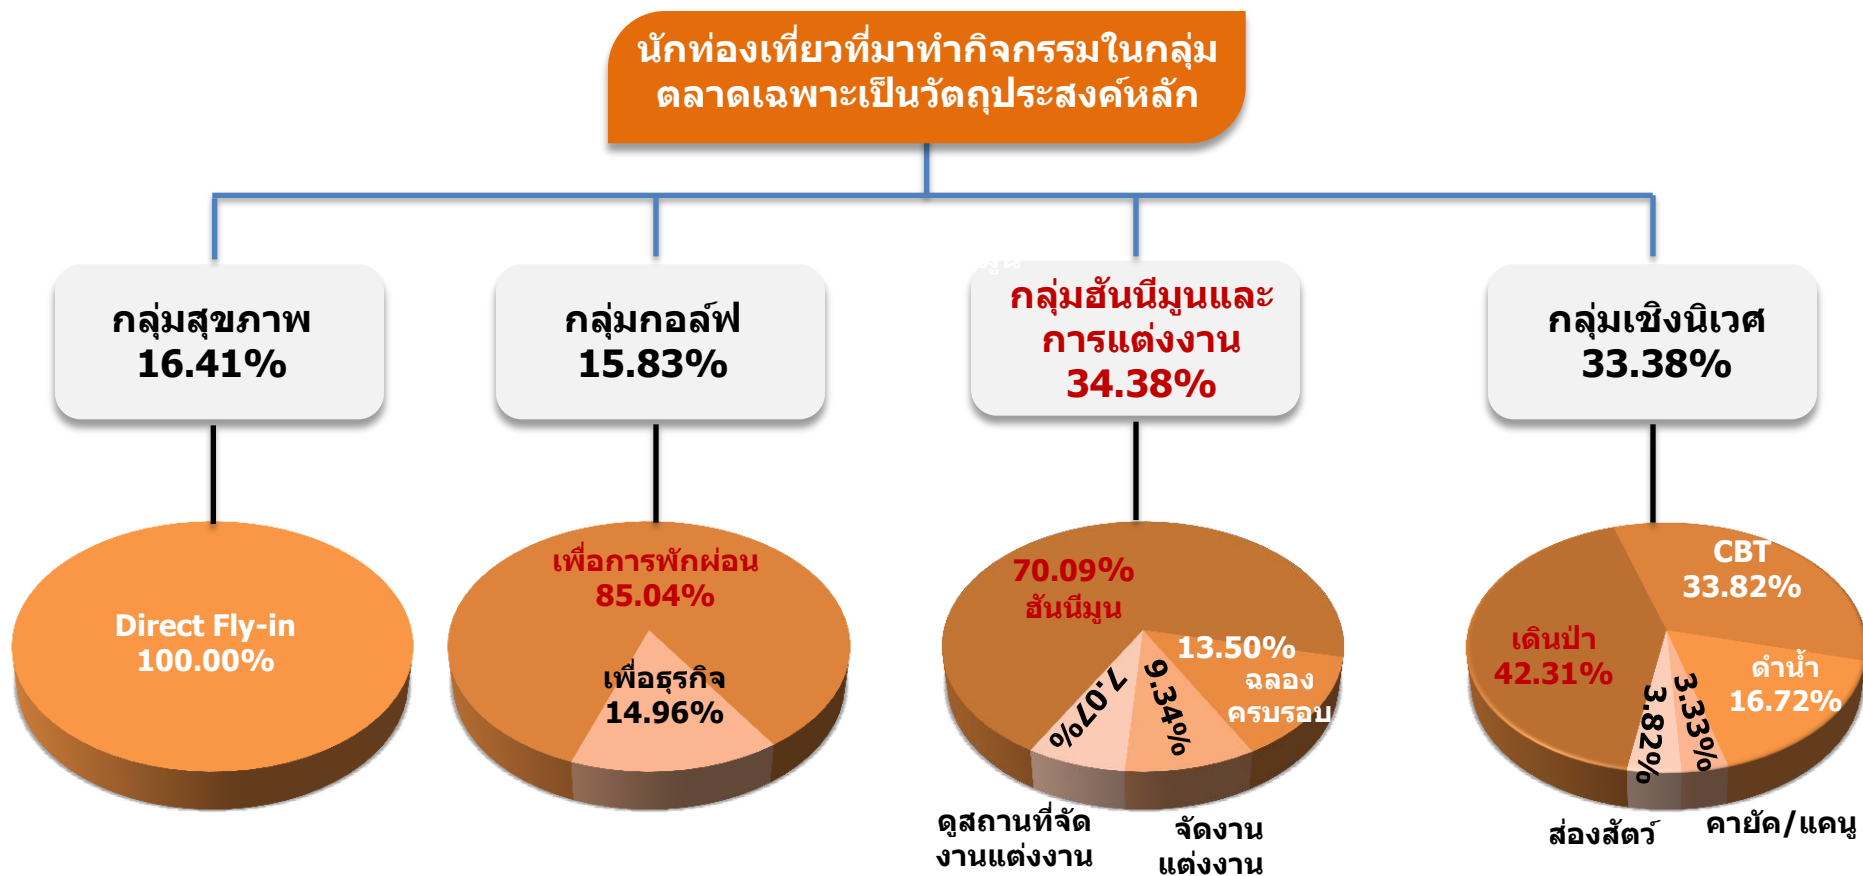 นักท่องเที่ยวที่มาทำกิจกรรมในกลุ่ม
ตลาดเฉพาะเป็นวัตถุประสงค์หลัก
กลุ่มสุขภาพ
16.41%
กลุ่มกอล์ฟ
15.83%
กลุ่มฮันนีมูนและ
การแต่งงาน
34.38%
กลุ่มเชิงนิเวศ
33.38%
Direct Fly-in
100.00%
เพื่อการพักผ่อน
85.04%
เพื่อธุรกิจ
14.96%
70.09%
ฮันนีมูน
13.50%
ฉลอง
ครบรอบ
9.34%
7.07%
ดูสถานที่จัด
งานแต่งงาน
จัดงาน
แต่งงาน
CBT
33.82%
เดินป่า
42.31%
ดำน้ำ
16.72%
3.33%
3.82%
ส่องสัตว์
คายัค/แคนู